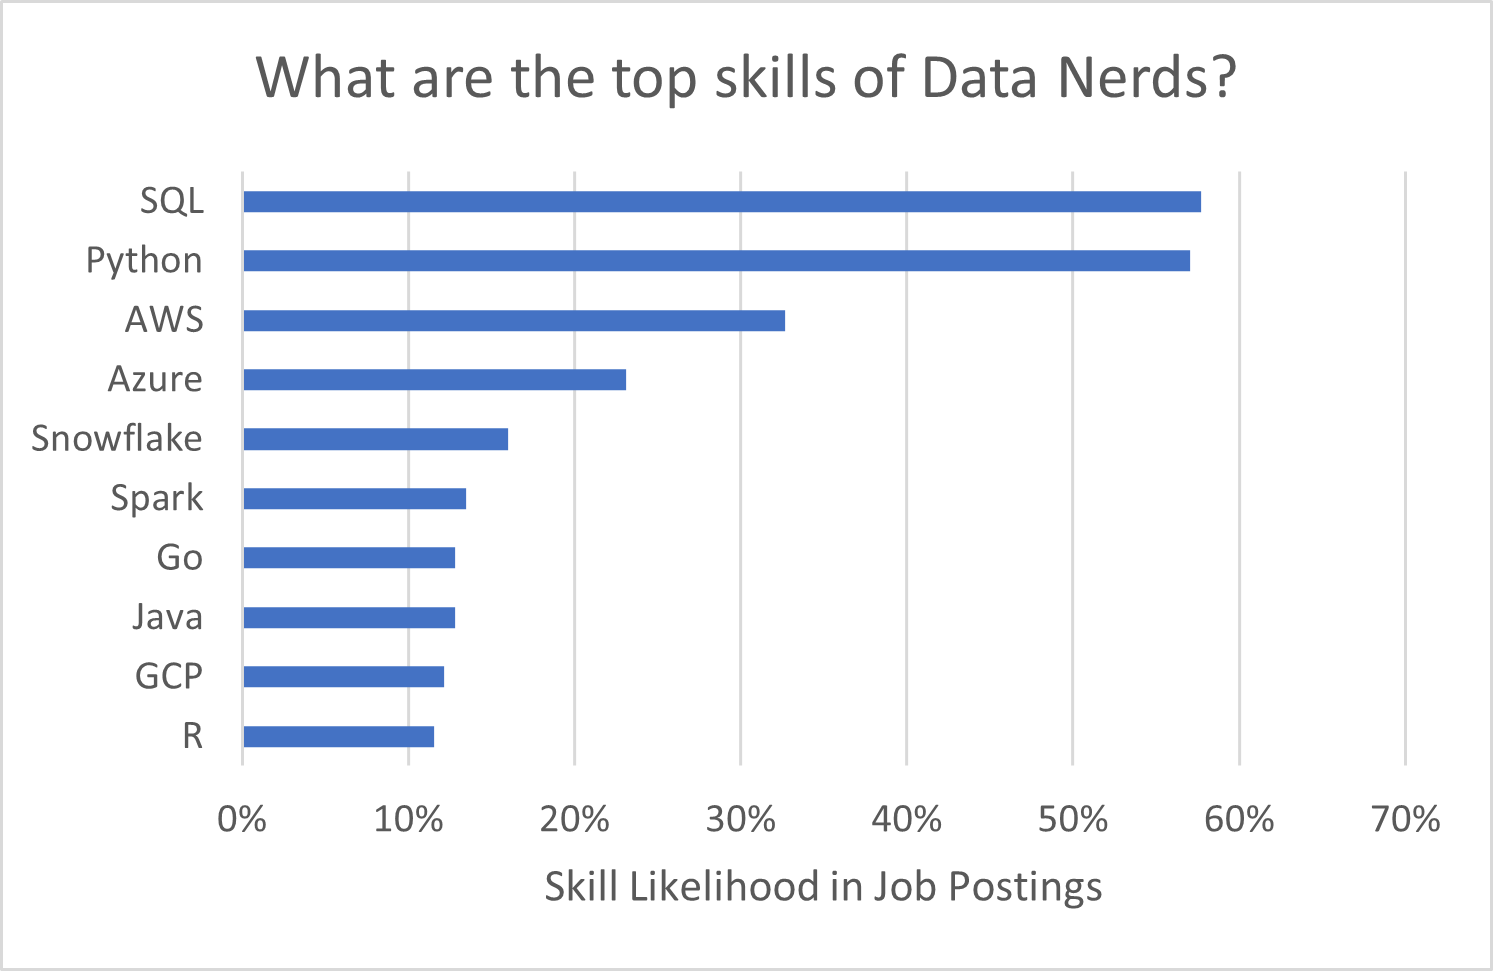 What are the top skills of Data Nerds?
SQL
Python
AWS
Azure
Snowflake
Spark
Go
Java
GCP
R
0% 10% 20% 30% 40% 50% 60% 70%
Skill Likelihood in Job Postings